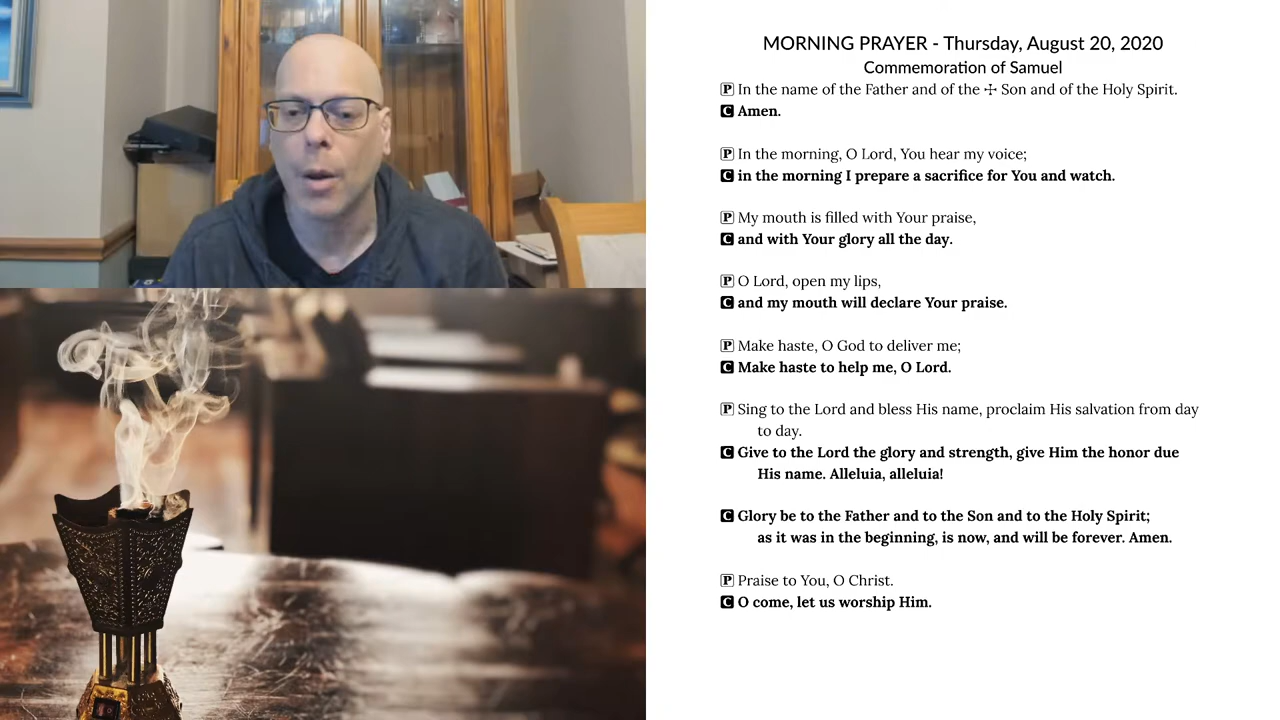 MORNING PRAYER - Thursday, August 20, 2020
Commemoration of Samuel
P In the name of the Father and of the ☩ Son and of the Holy Spirit.
C Amen.
P In the morning, O Lord, You hear my voice;
C in the morning I prepare a sacrifice for You and watch.
P My mouth is filled with Your praise,
C and with Your glory all the day.
P O Lord, open my lips,
C and my mouth will declare Your praise.
P Make haste, O God to deliver me;
C Make haste to help me, O Lord.
P Sing to the Lord and bless His name, proclaim His salvation from day
to day.
C Give to the Lord the glory and strength, give Him the honor due
His name. Alleluia, alleluia!
C Glory be to the Father and to the Son and to the Holy Spirit;
as it was in the beginning, is now, and will be forever. Amen.
P Praise to You, O Christ.
C O come, let us worship Him.